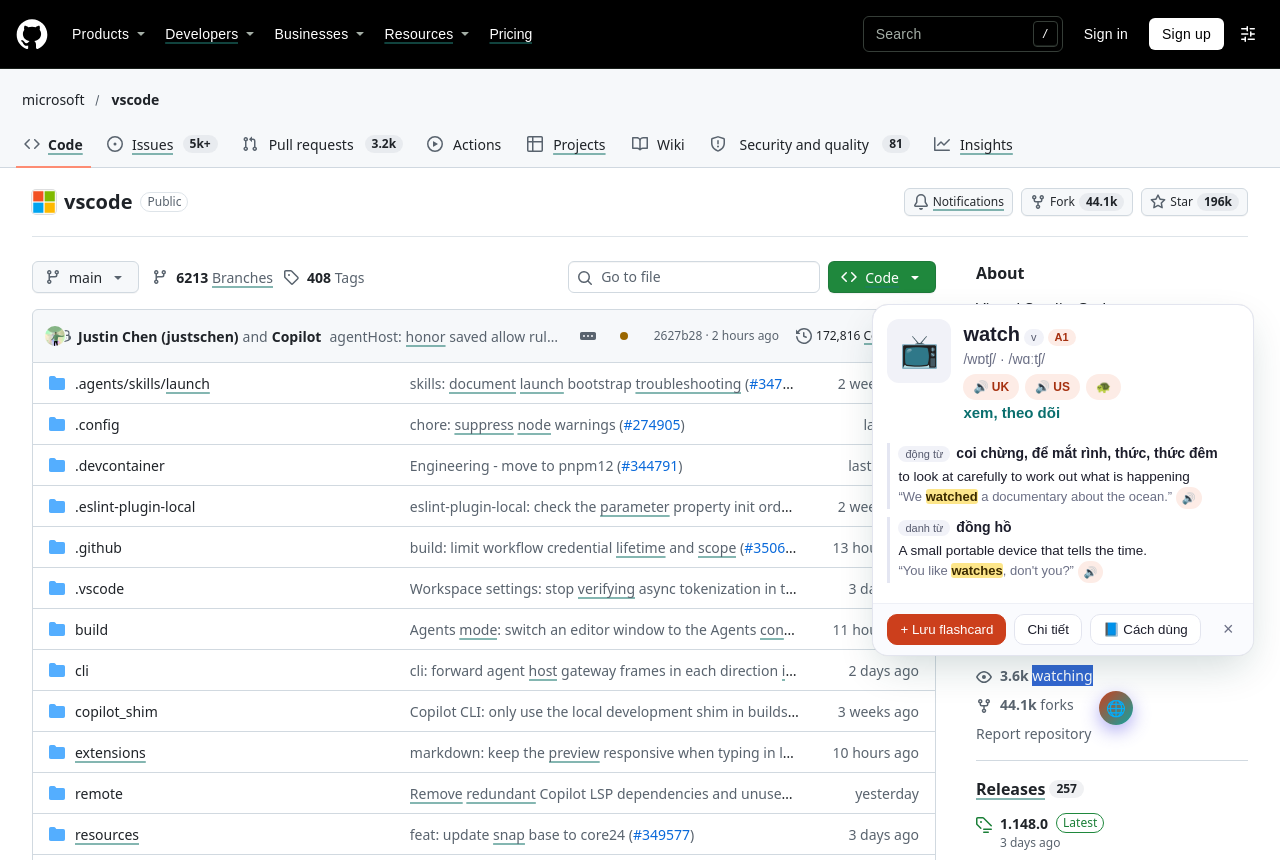 Products Developers Businesses Resources Pricing Search / Sign in Sign up
microsoft / vscode
Code Issues 5k+ Pull requests 3.2k Actions Projects Wiki Security and quality 81 Insights
vscode Public Notifications Fork 44.1k Star 196k
main 6213 Branches 408 Tags Go to file Code
About
Justin Chen (justschen) and Copilot agentHost: honor saved allow rul... 2627b28 · 2 hours ago 172,816
.agents/skills/launch skills: document launch bootstrap troubleshooting (#347...
.config chore: suppress node warnings (#274905)
.devcontainer Engineering - move to pnpm12 (#344791)
.eslint-plugin-local eslint-plugin-local: check the parameter property init ord...
.github build: limit workflow credential lifetime and scope (#3506...
.vscode Workspace settings: stop verifying async tokenization in t...
build Agents mode: switch an editor window to the Agents con...
cli cli: forward agent host gateway frames in each direction i... 2 days ago
copilot_shim Copilot CLI: only use the local development shim in builds... 3 weeks ago
extensions markdown: keep the preview responsive when typing in l... 10 hours ago
remote Remove redundant Copilot LSP dependencies and unuse... yesterday
resources feat: update snap base to core24 (#349577) 3 days ago
watch v A1
/wɒtʃ/ · /wɑːtʃ/
UK US
xem, theo dõi
động từ coi chừng, để mắt rình, thức, thức đêm
to look at carefully to work out what is happening
“We watched a documentary about the ocean.”
danh từ đồng hồ
A small portable device that tells the time.
“You like watches, don't you?”
+ Lưu flashcard Chi tiết Cách dùng ×
3.6k watching
44.1k forks
Report repository
Releases 257
1.148.0 Latest
3 days ago